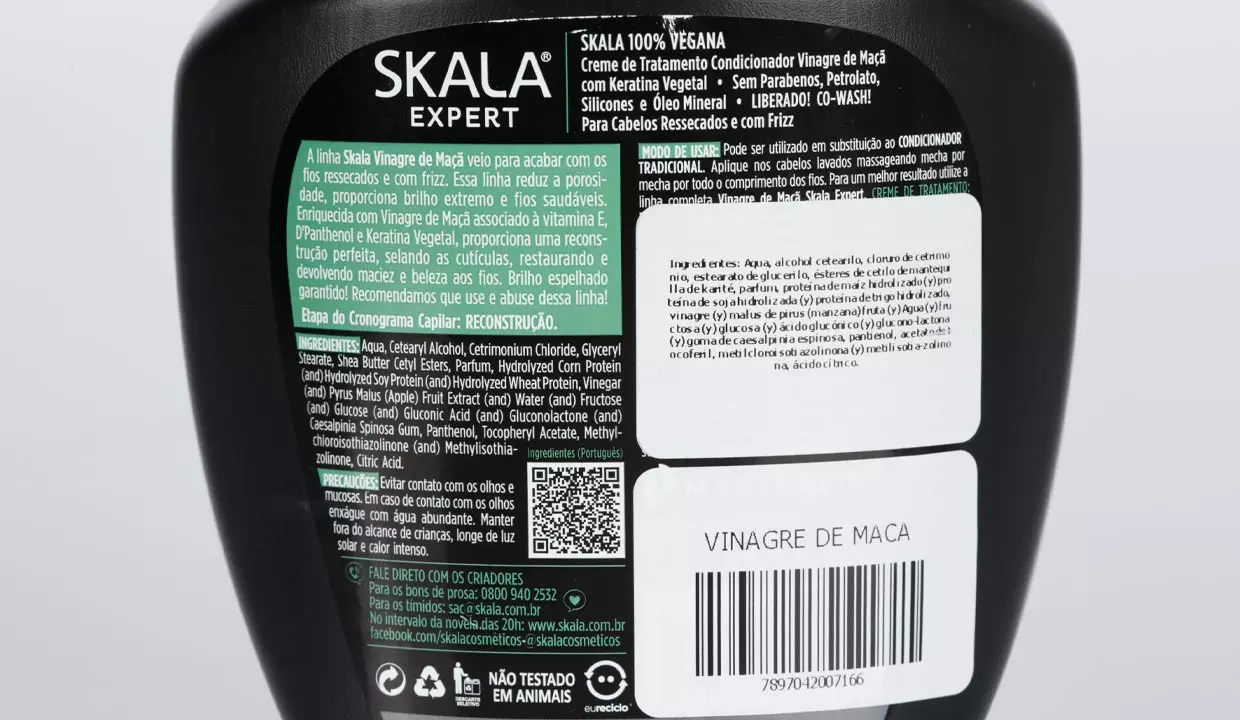 SKALA®
EXPERT
SKALA 100% VEGANA
Creme de Tratamento Condicionador Vinagre de Maçã
com Keratina Vegetal • Sem Parabenos, Petrolato,
Silicones e Óleo Mineral • LIBERADO! CO-WASH!
Para Cabelos Ressecados e com Frizz
A linha Skala Vinagre de Maçã veio para acabar com os
fios ressecados e com frizz. Essa linha reduz a porosi-
dade, proporciona brilho extremo e fios saudáveis.
Enriquecida com Vinagre de Maçã associado à vitamina E,
D'Panthenol e Keratina Vegetal, proporciona uma recons-
trução perfeita, selando as cutículas, restaurando e
devolvendo maciez e beleza aos fios. Brilho espelhado
garantido! Recomendamos que use e abuse dessa linha!
Etapa do Cronograma Capilar: RECONSTRUÇÃO.
INGREDIENTES: Aqua, Cetearyl Alcohol, Cetrimonium Chloride, Glyceryl
Stearate, Shea Butter Cetyl Esters, Parfum, Hydrolyzed Corn Protein
(and) Hydrolyzed Soy Protein (and) Hydrolyzed Wheat Protein, Vinegar
(and) Pyrus Malus (Apple) Fruit Extract (and) Water (and) Fructose
(and) Glucose (and) Gluconic Acid (and) Gluconolactone (and)
Caesalpinia Spinosa Gum, Panthenol, Tocopheryl Acetate, Methyl-
chloroisothiazolinone (and) Methylisothia-
zolinone, Citric Acid.
Ingredientes (Português)
PRECAUÇÕES: Evitar contato com os olhos e
mucosas. Em caso de contato com os olhos
enxágue com água abundante. Manter
fora do alcance de crianças, longe de luz
solar e calor intenso.
FALE DIRETO COM OS CRIADORES
Para os bons de prosa: 0800 940 2532
Para os tímidos: sac@skala.com.br
No intervalo da novela das 20h: www.skala.com.br
facebook.com/skalacosméticos-@skalacosmeticos
DESCARTE
SELETIVO
NÃO TESTADO
EM ANIMAIS
eureciclo
MODO DE USAR: Pode ser utilizado em substituição ao CONDICIONADOR
TRADICIONAL. Aplique nos cabelos lavados massageando mecha por
mecha por todo o comprimento dos fios. Para um melhor resultado utilize a
linha completa Vinagre de Maçã Skala Expert. CREME DE TRATAMENTO:
Ingredientes: Aqua, alcohol cetearilo, cloruro de cetrimo
nio, estearato de glucerilo, ésteres de cetilo de mantequ
illa de karité, parfum, proteína de maíz hidrolizado (y) pro
teína de soja hidrolizada (y) proteína de trigo hidrolizado,
vinagre (y) malus de pirus (manzana) fruta (y) Agua (y) fru
ctosa (y) glucosa (y) ácido glucónico (y) glucono-lactona
(y) goma de caesalpinia espinosa, pantienol, acetato de t
ocoferil, metilcloroisotiazolinona (y) metilisotia-zolino
na, ácido cítrico.
VINAGRE DE MACA
7897042007166